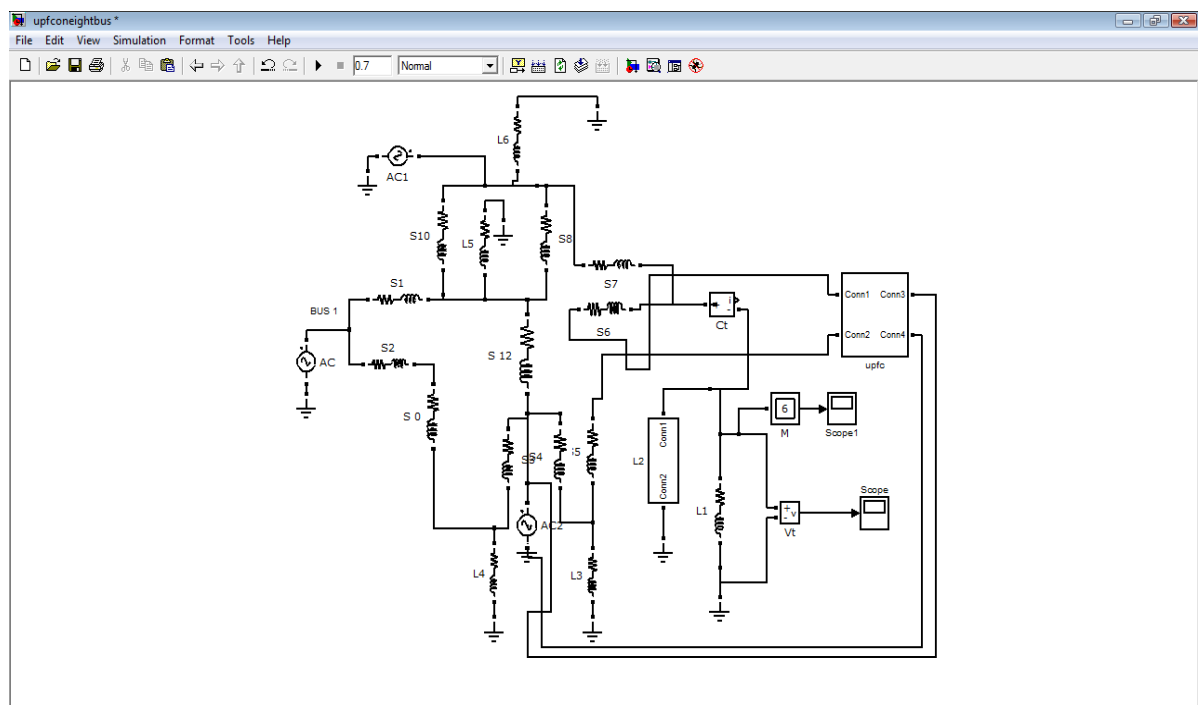 upfconeightbus *
File Edit View Simulation Format Tools Help
0.7 Normal
L6
AC1
S10
L5
S8
S1
S7
BUS 1
i
-
Conn1 Conn3
Ct
S6
Conn2 Conn4
S2
S 12
AC
upfc
6
S 0
M
Scope1
Conn1
S4
S5
L2
Conn2
Scope
L1
+
v
-
AC2
Vt
L4
L3